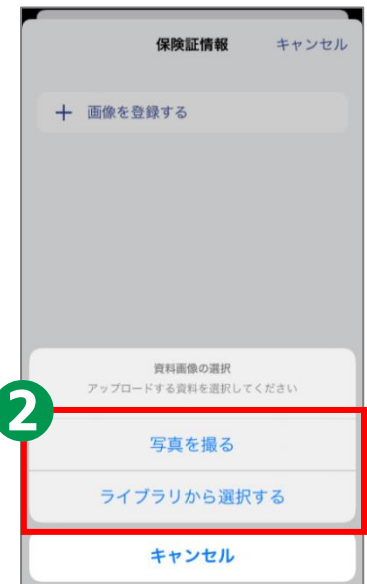 保険証情報 キャンセル
＋ 画像を登録する
資料画像の選択
アップロードする資料を選択してください
2
写真を撮る
ライブラリから選択する
キャンセル